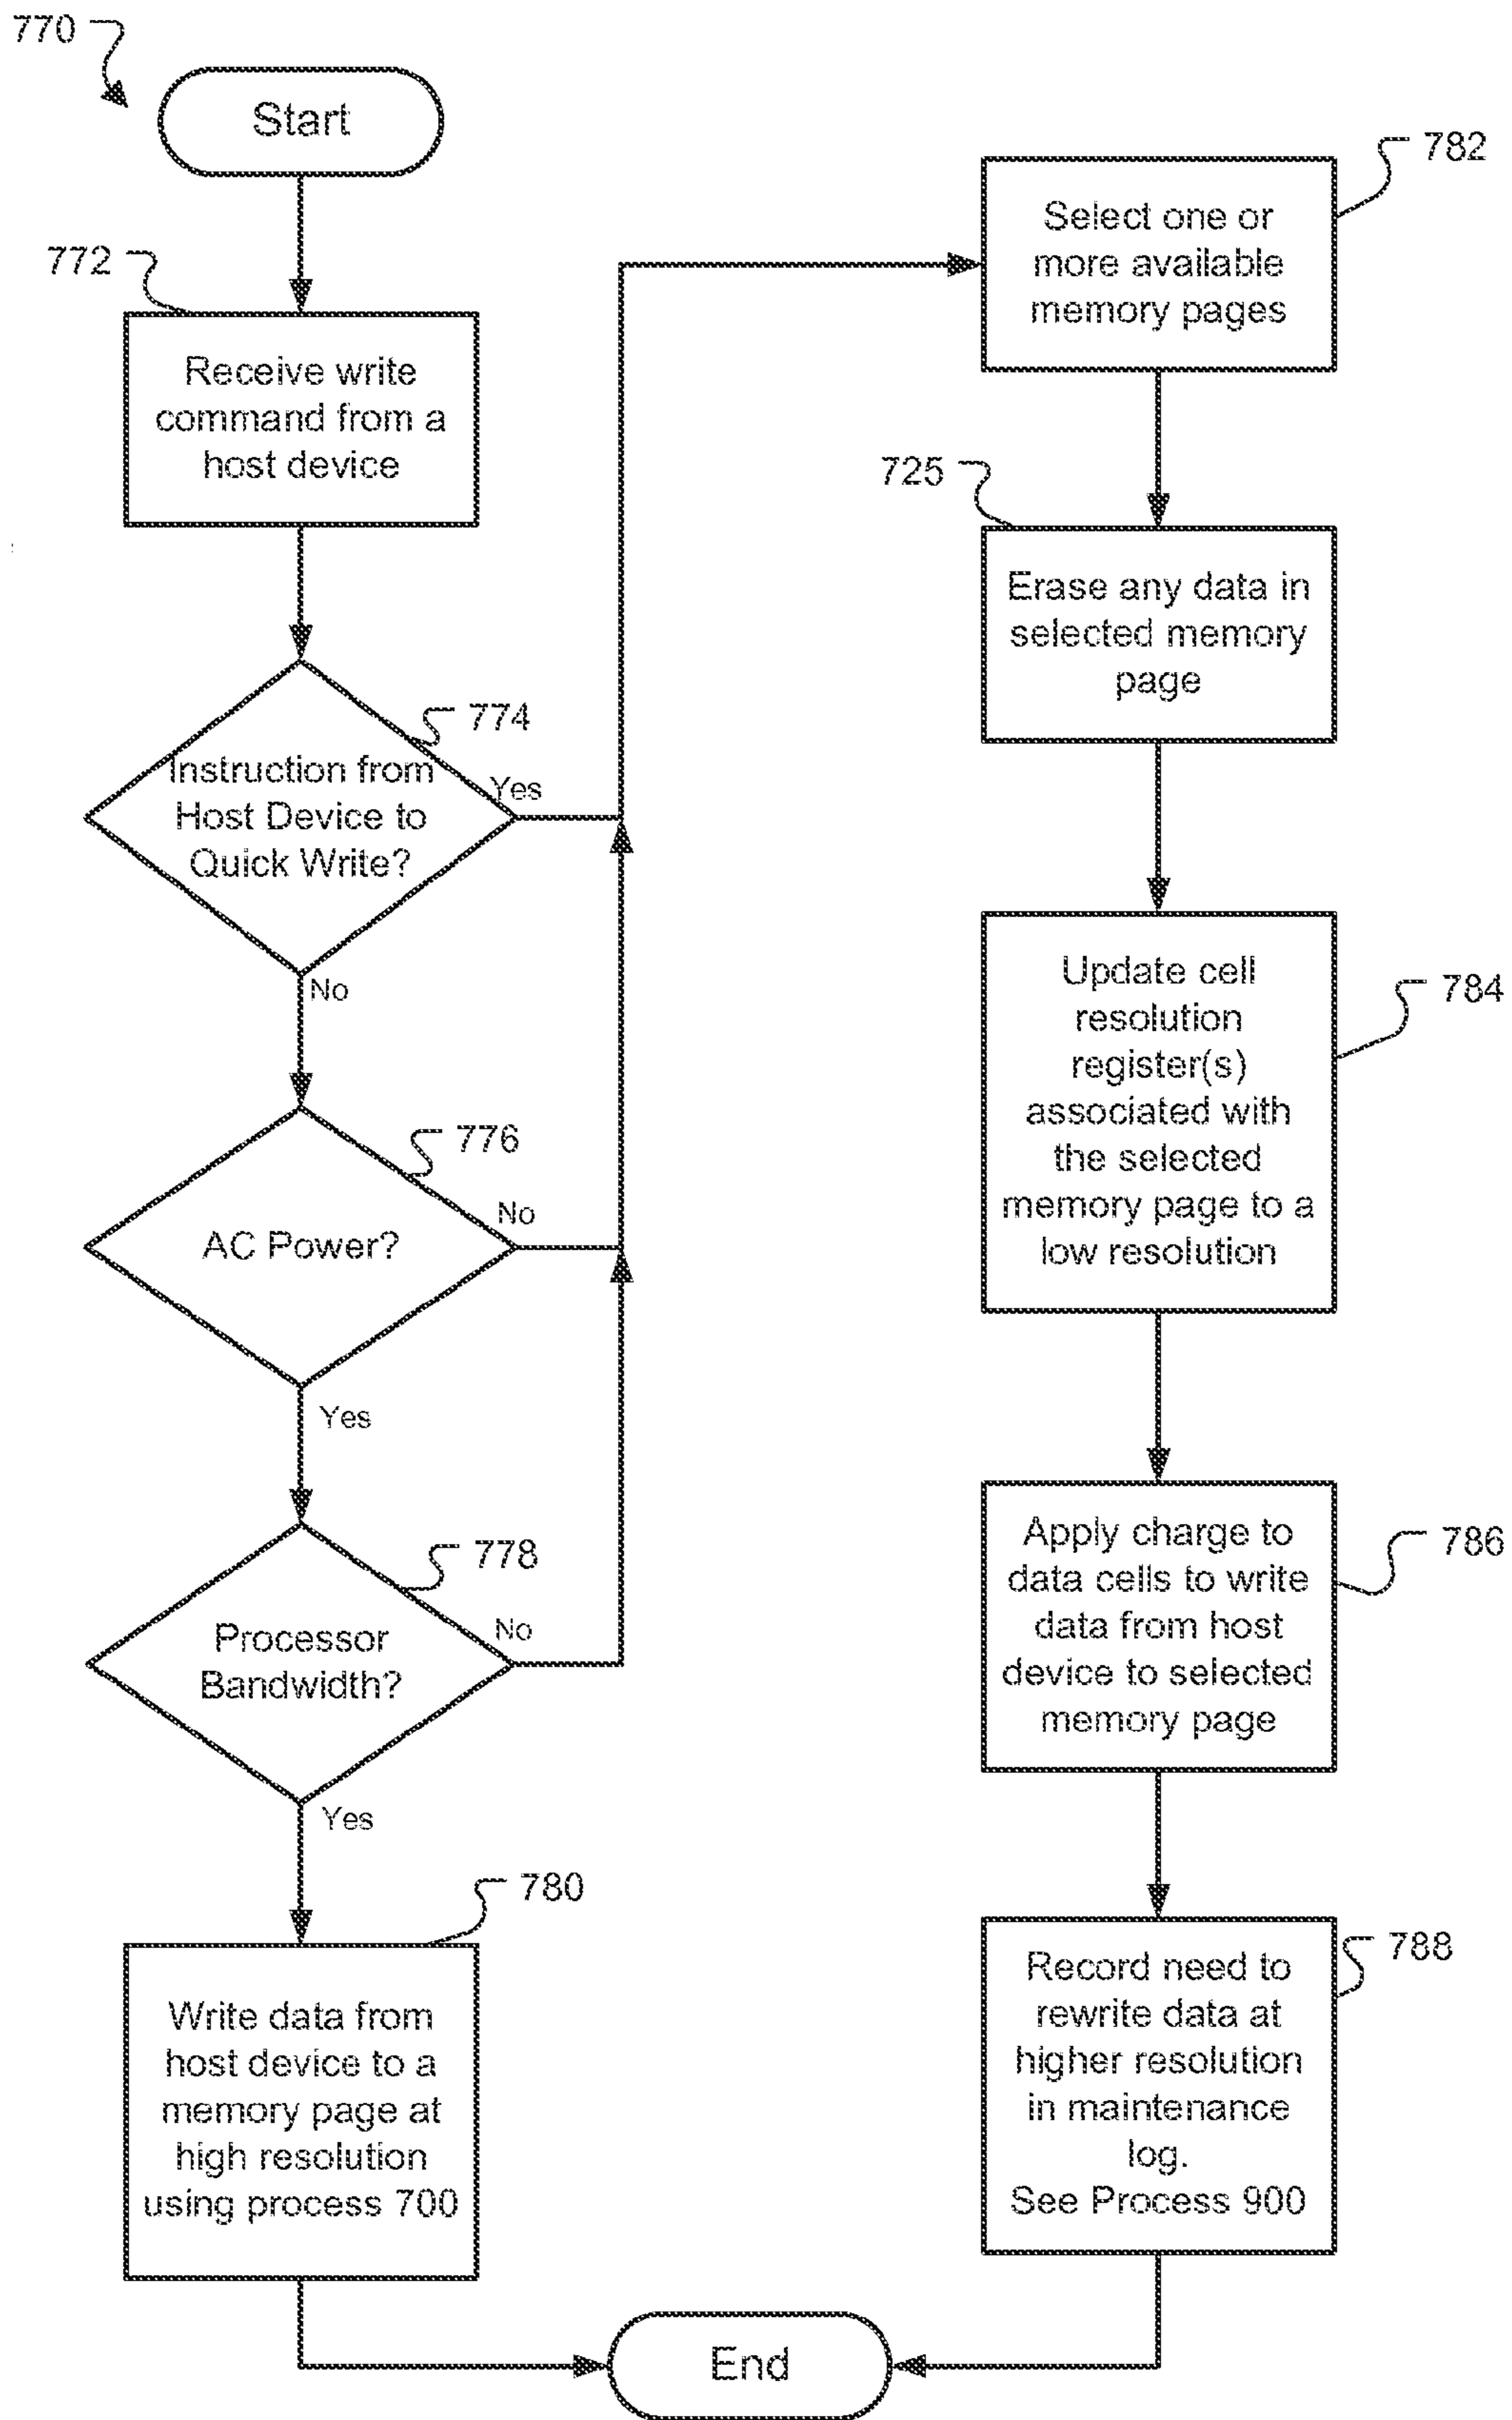 770
Start
772
Receive write
command from a
host device
774
Instruction from
Host Device to
Quick Write?
Yes
No
776
AC Power?
No
Yes
778
Processor
Bandwidth?
No
Yes
780
Write data from
host device to a
memory page at
high resolution
using process 700
782
Select one or
more available
memory pages
725
Erase any data in
selected memory
page
784
Update cell
resolution
register(s)
associated with
the selected
memory page to a
low resolution
786
Apply charge to
data cells to write
data from host
device to selected
memory page
788
Record need to
rewrite data at
higher resolution
in maintenance
log.
See Process 900
End